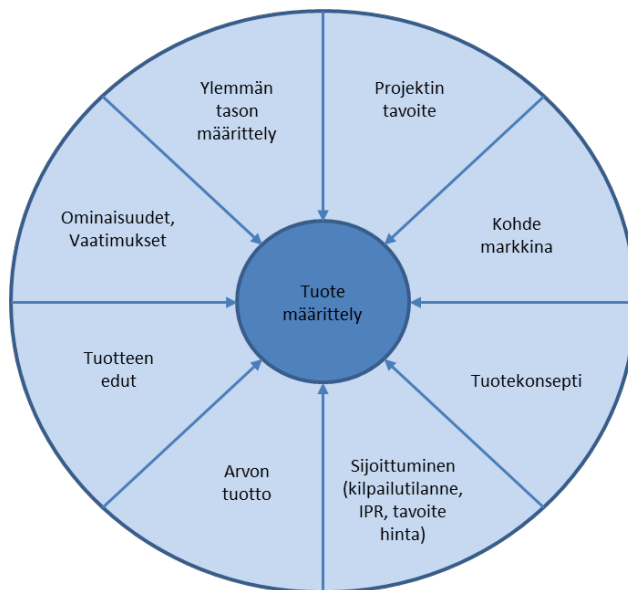 Ylemmän
tason
määrittely
Projektin
tavoite
Kohde
markkina
Tuotekonsepti
Sijoittuminen
(kilpailutilanne,
IPR, tavoite
hinta)
Arvon
tuotto
Tuotteen
edut
Ominaisuudet,
Vaatimukset
Tuote
määrittely